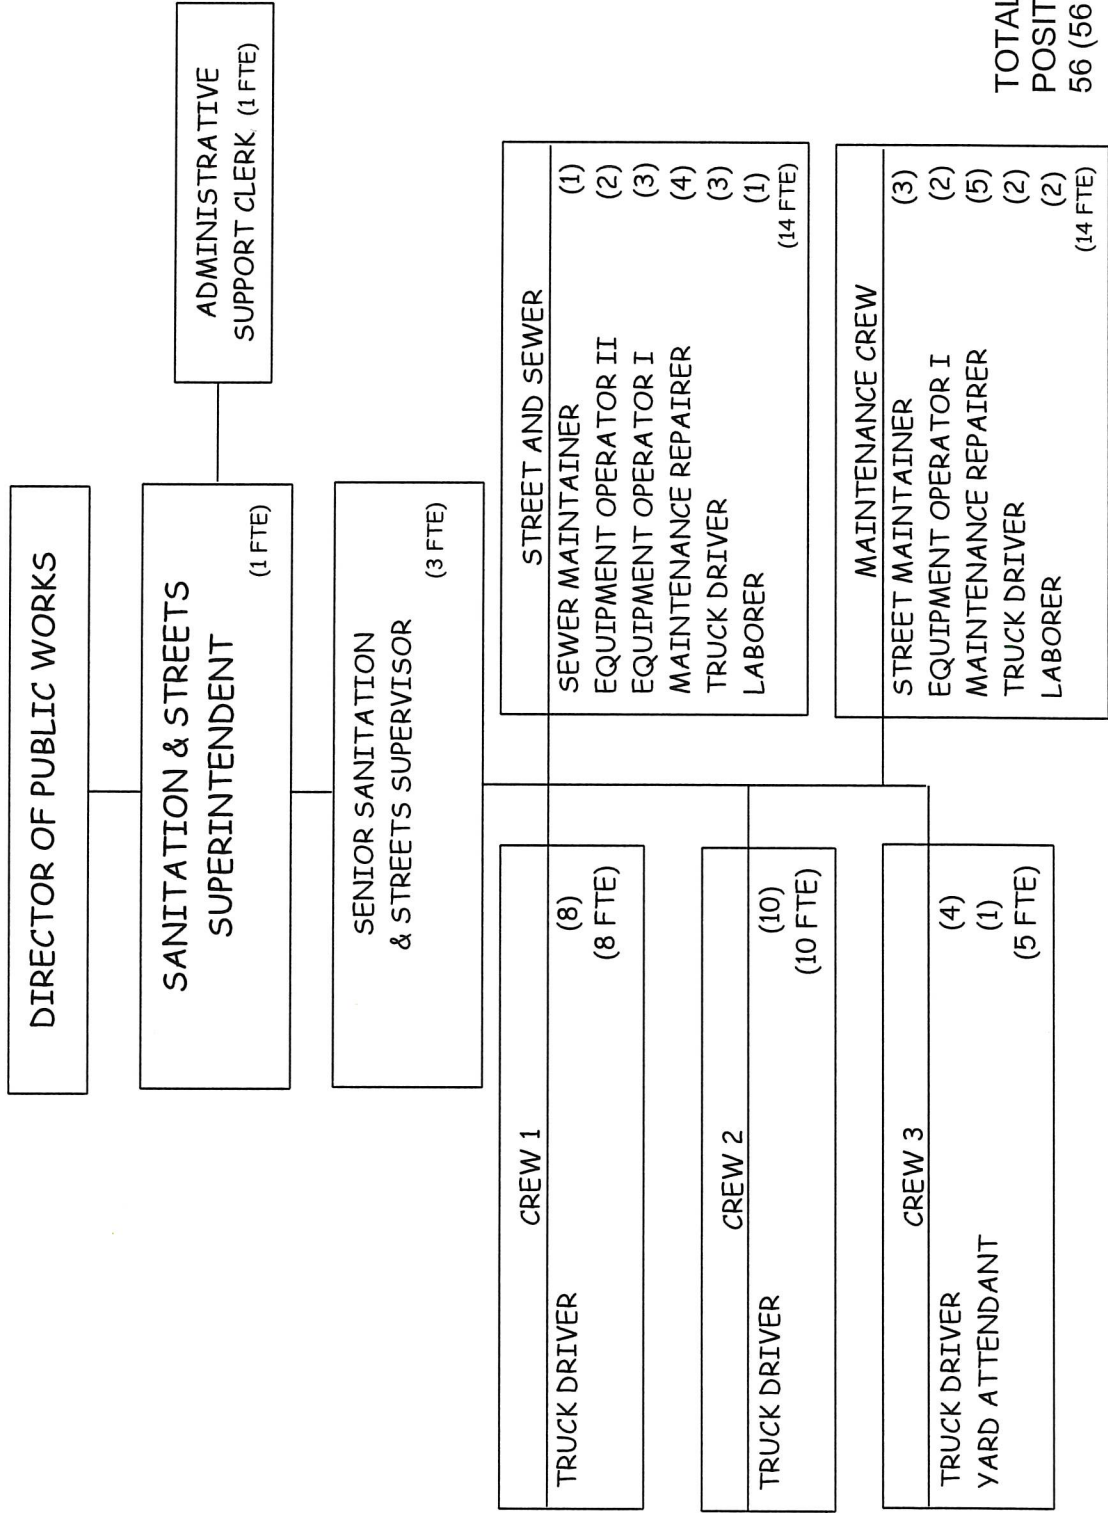 DIRECTOR OF PUBLIC WORKS
SANITATION & STREETS
SUPERINTENDENT
(1 FTE)
ADMINISTRATIVE
SUPPORT CLERK (1 FTE)
SENIOR SANITATION
& STREETS SUPERVISOR
(3 FTE)
CREW 1
TRUCK DRIVER (8)
(8 FTE)
CREW 2
TRUCK DRIVER (10)
(10 FTE)
CREW 3
TRUCK DRIVER (4)
YARD ATTENDANT (1)
(5 FTE)
STREET AND SEWER
SEWER MAINTAINER (1)
EQUIPMENT OPERATOR II (2)
EQUIPMENT OPERATOR I (3)
MAINTENANCE REPAIRER (4)
TRUCK DRIVER (3)
LABORER (1)
(14 FTE)
MAINTENANCE CREW
STREET MAINTAINER (3)
EQUIPMENT OPERATOR I (2)
MAINTENANCE REPAIRER (5)
TRUCK DRIVER (2)
LABORER (2)
(14 FTE)
TOTAL
POSIT
56 (56